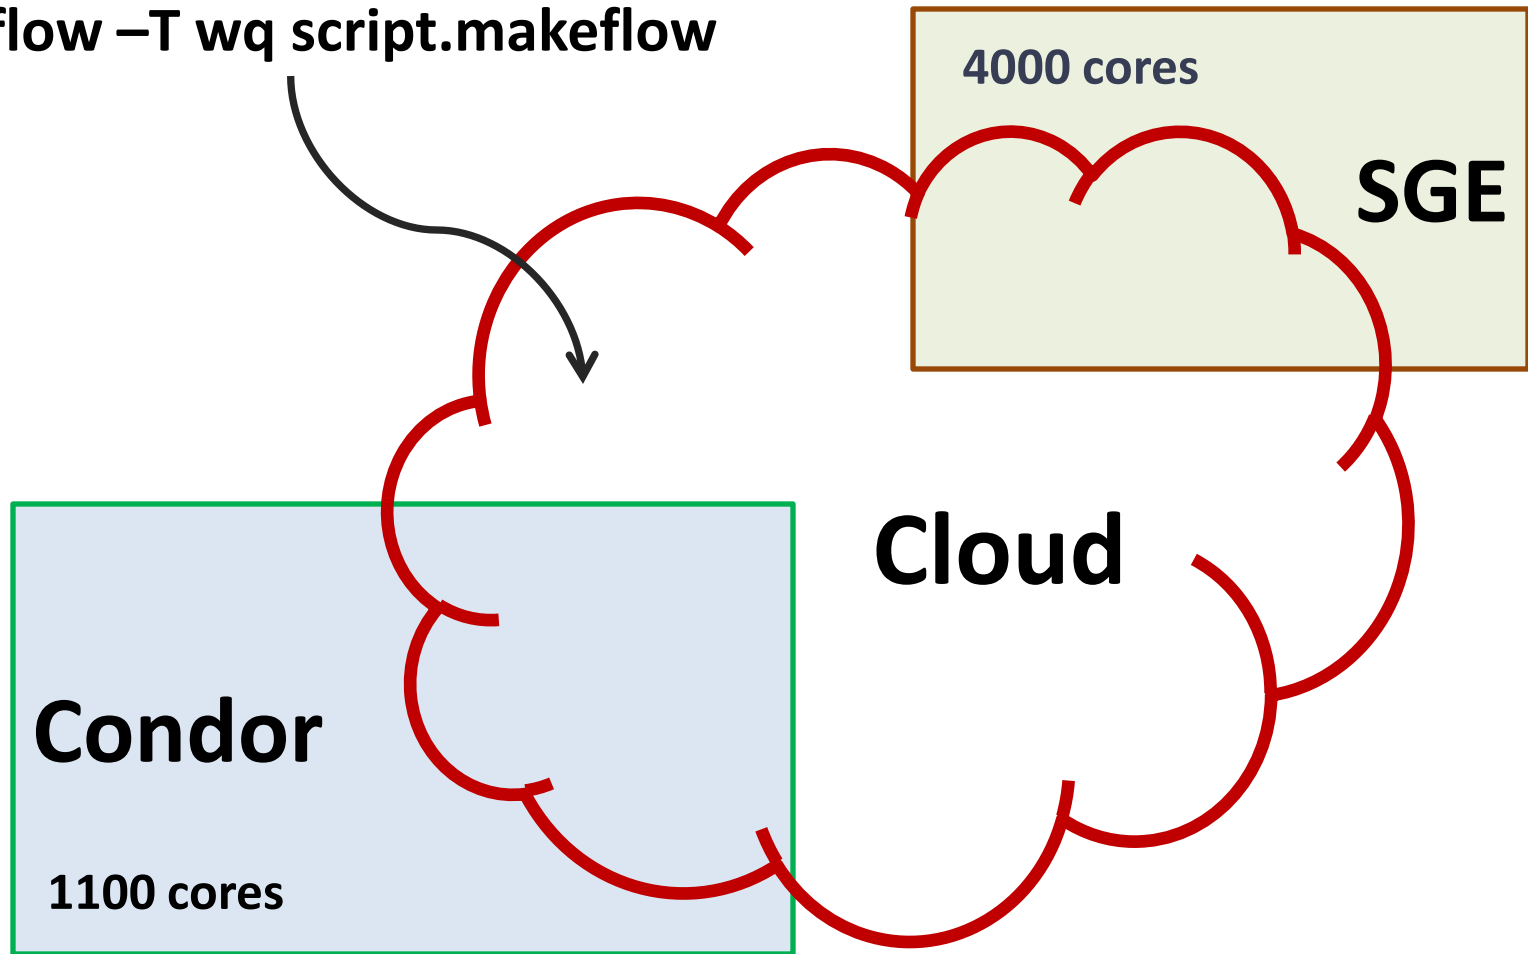 flow –T wq script.makeflow
4000 cores
SGE
Cloud
Condor
1100 cores